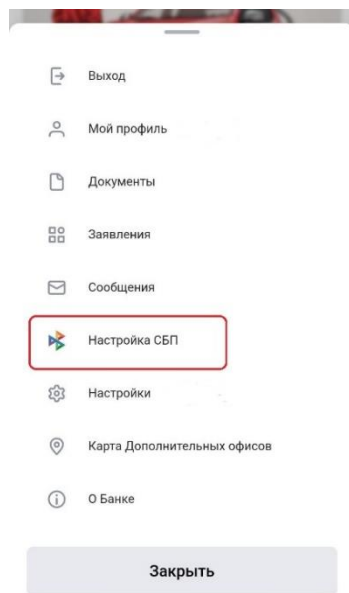 Выход
Мой профиль
Документы
Заявления
Сообщения
Настройка СБП
Настройки
Карта Дополнительных офисов
О Банке
Закрыть